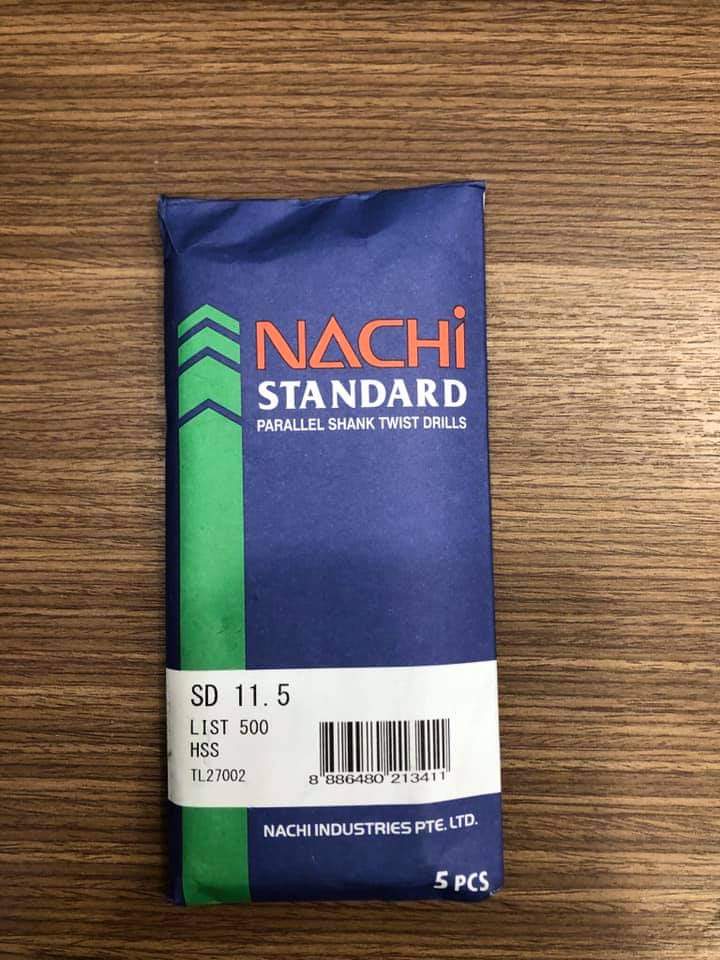 NACHi
STANDARD
PARALLEL SHANK TWIST DRILLS
SD 11.5
LIST 500
HSS
TL27002
8 886480 213411
NACHI INDUSTRIES PTE. LTD.
5 PCS